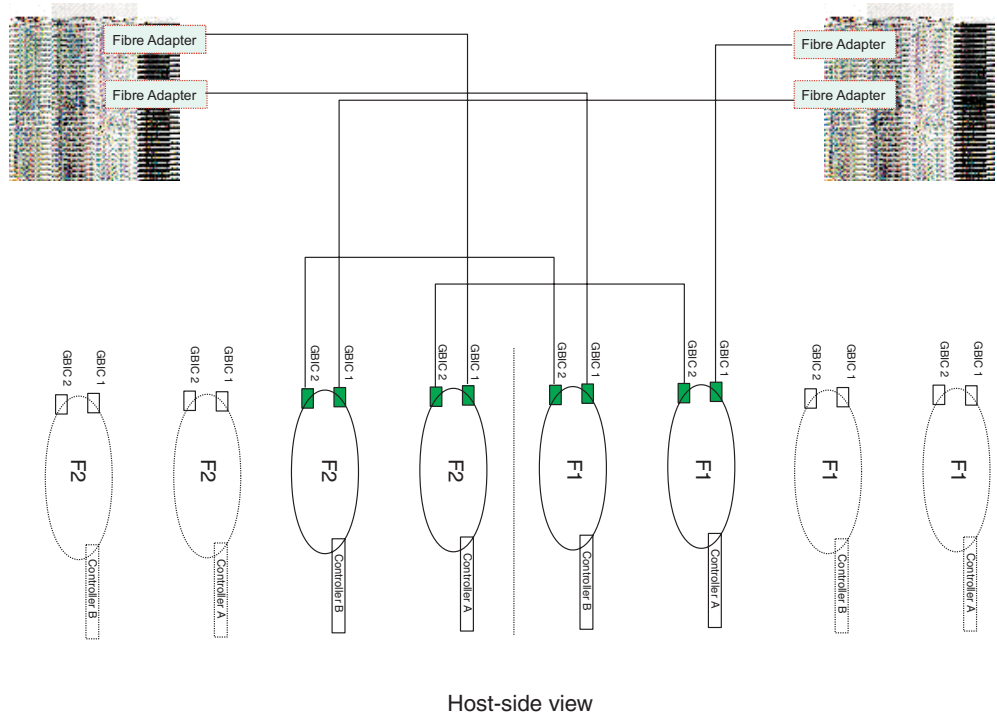 Fibre Adapter
Fibre Adapter
Fibre Adapter
Fibre Adapter
GBIC 2
GBIC 1
GBIC 2
GBIC 1
GBIC 2
GBIC 1
GBIC 2
GBIC 1
GBIC 2
GBIC 1
GBIC 2
GBIC 1
GBIC 2
GBIC 1
GBIC 2
GBIC 1
F2
F2
F2
F2
F1
F1
F1
F1
Controller B
Controller A
Controller B
Controller A
Controller B
Controller A
Controller B
Controller A
Host-side view